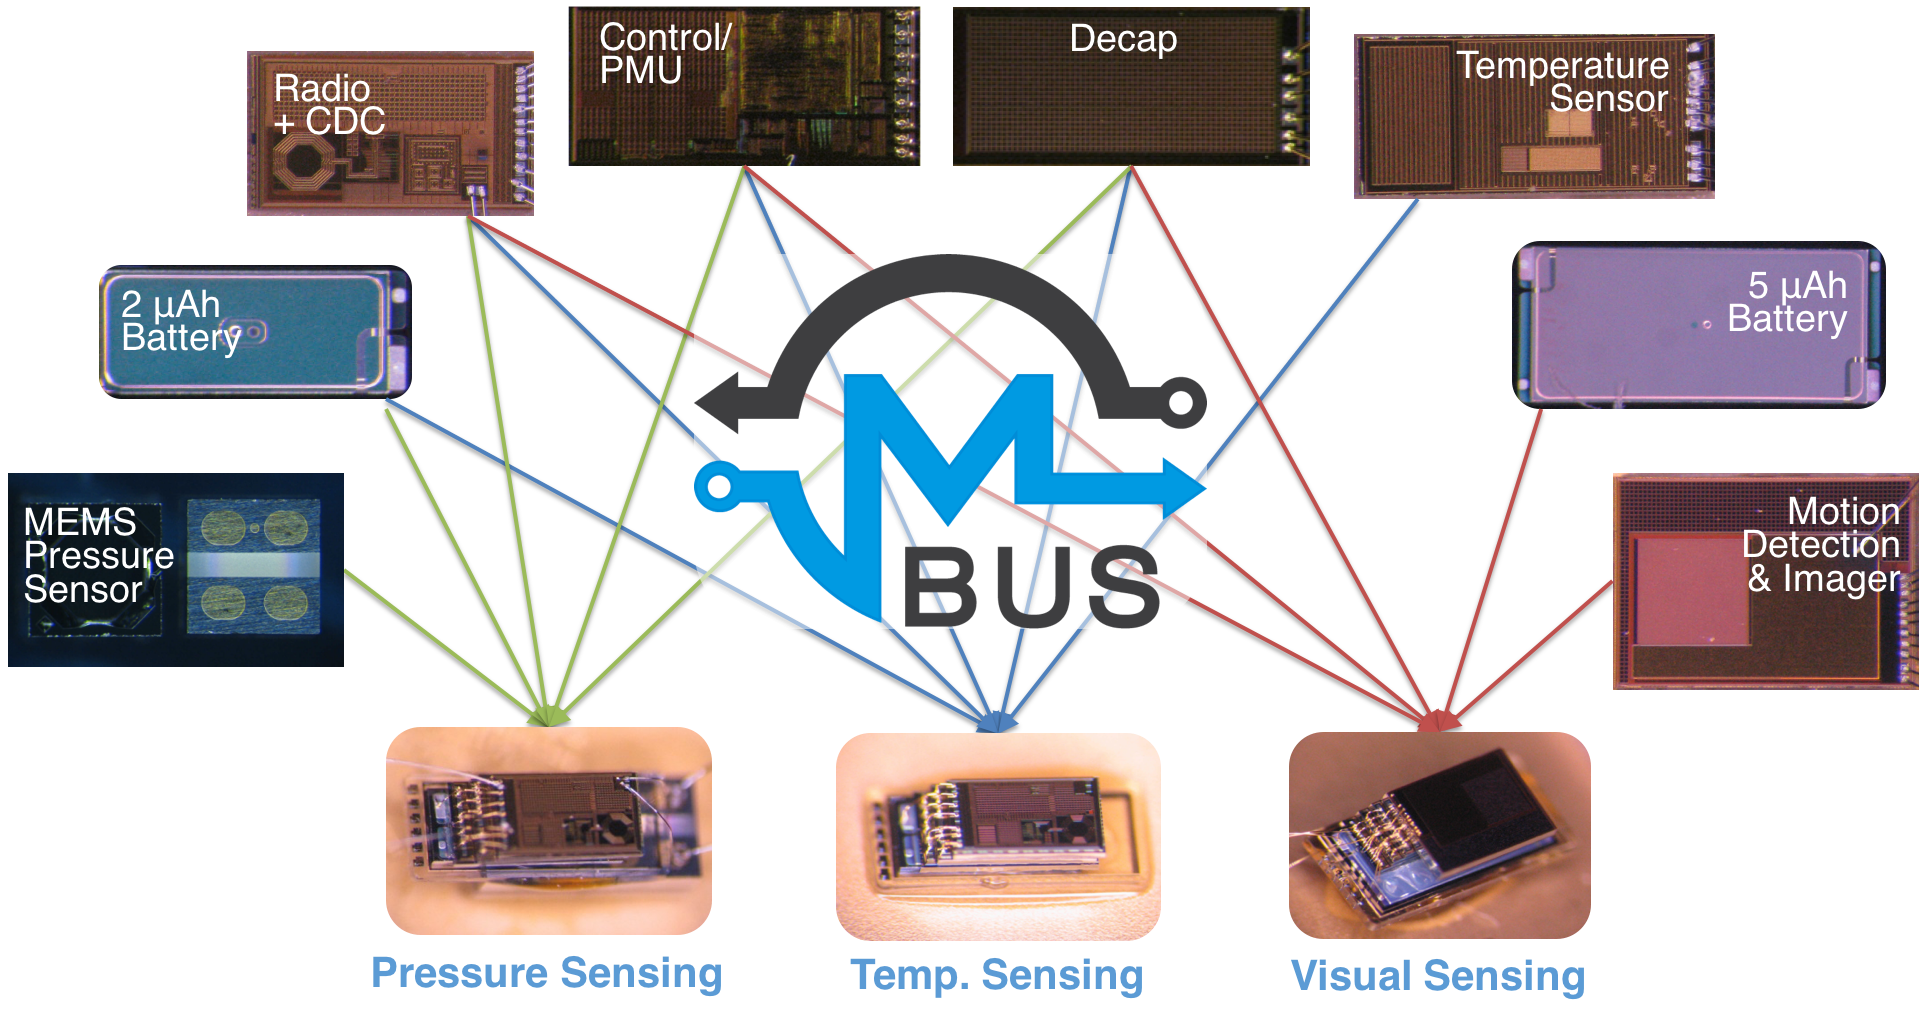 Control/
PMU
Decap
Temperature
Sensor
Radio
+ CDC
2 µAh
Battery
5 µAh
Battery
MEMS
Pressure
Sensor
Motion
Detection
& Imager
M
BUS
Pressure Sensing
Temp. Sensing
Visual Sensing